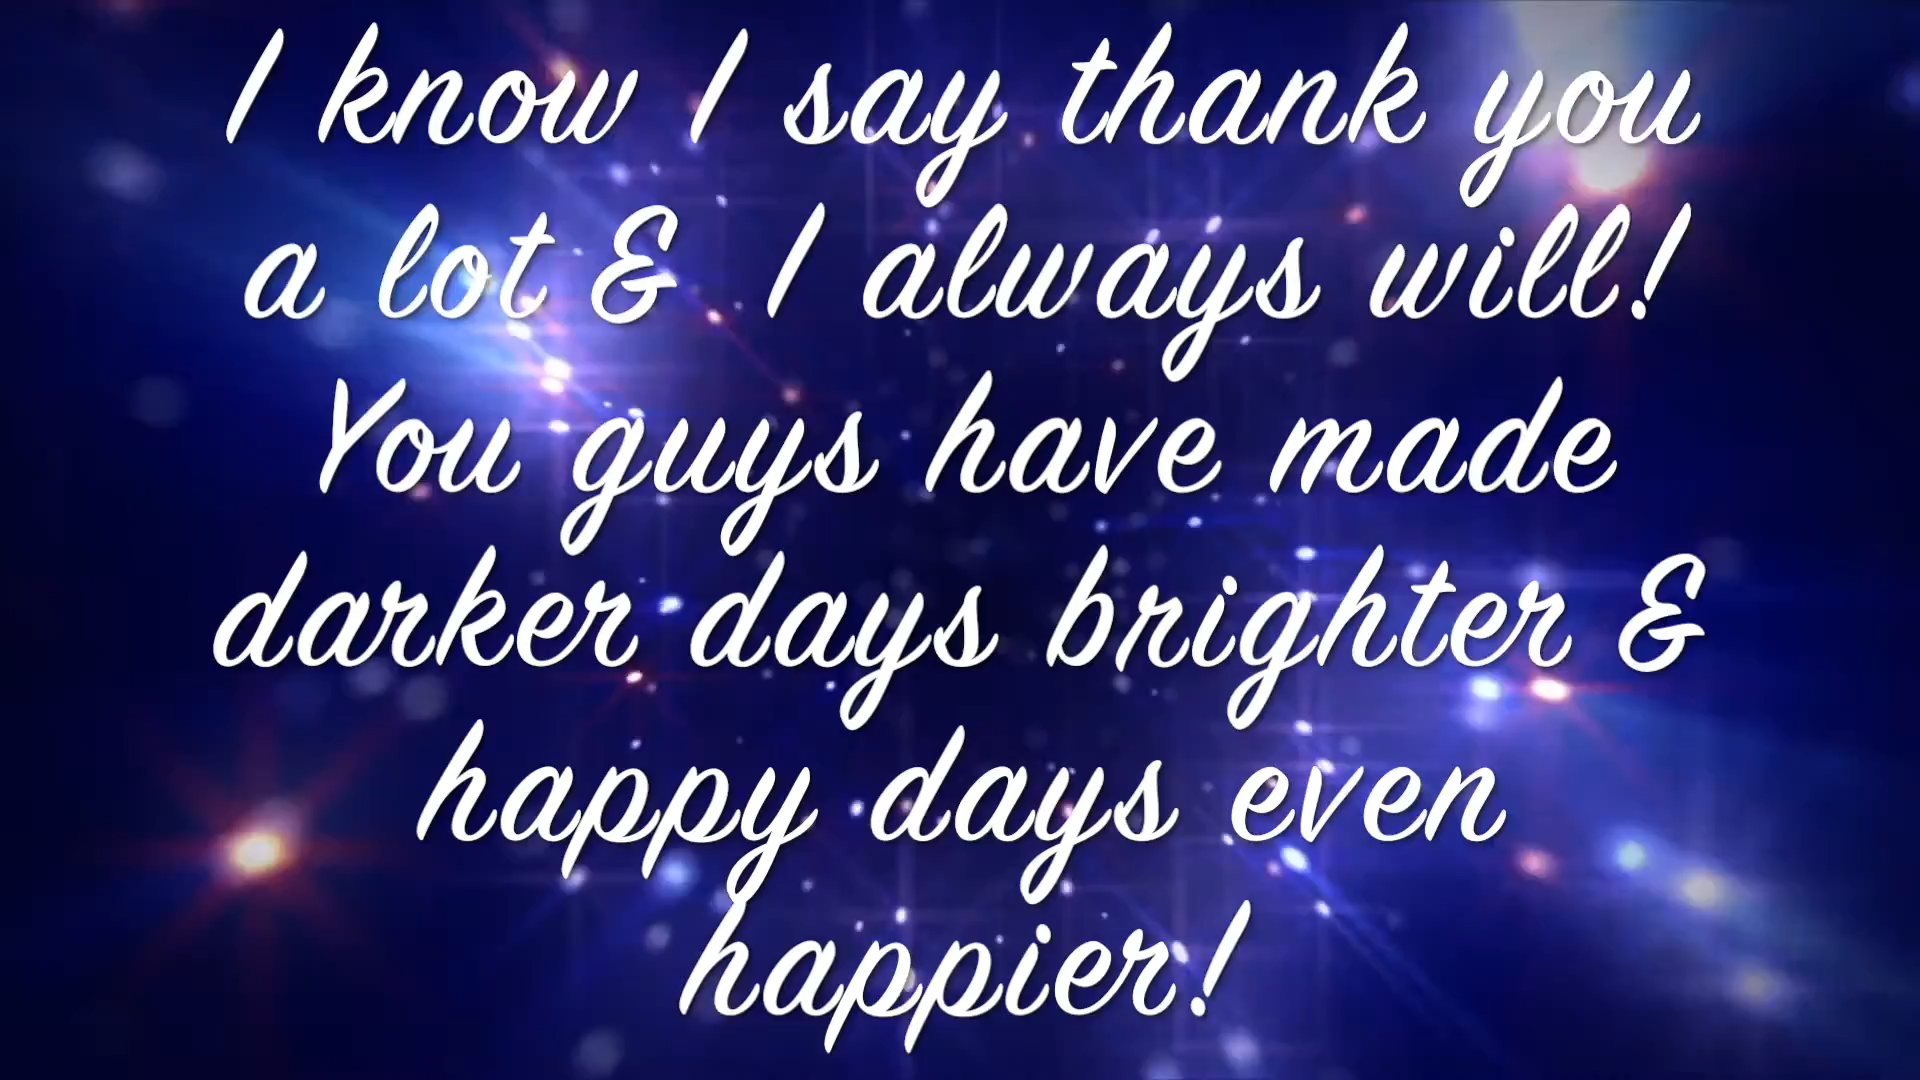 I know I say thank you
a lot & I always will!
You guys have made
darker days brighter &
happy days even
happier!